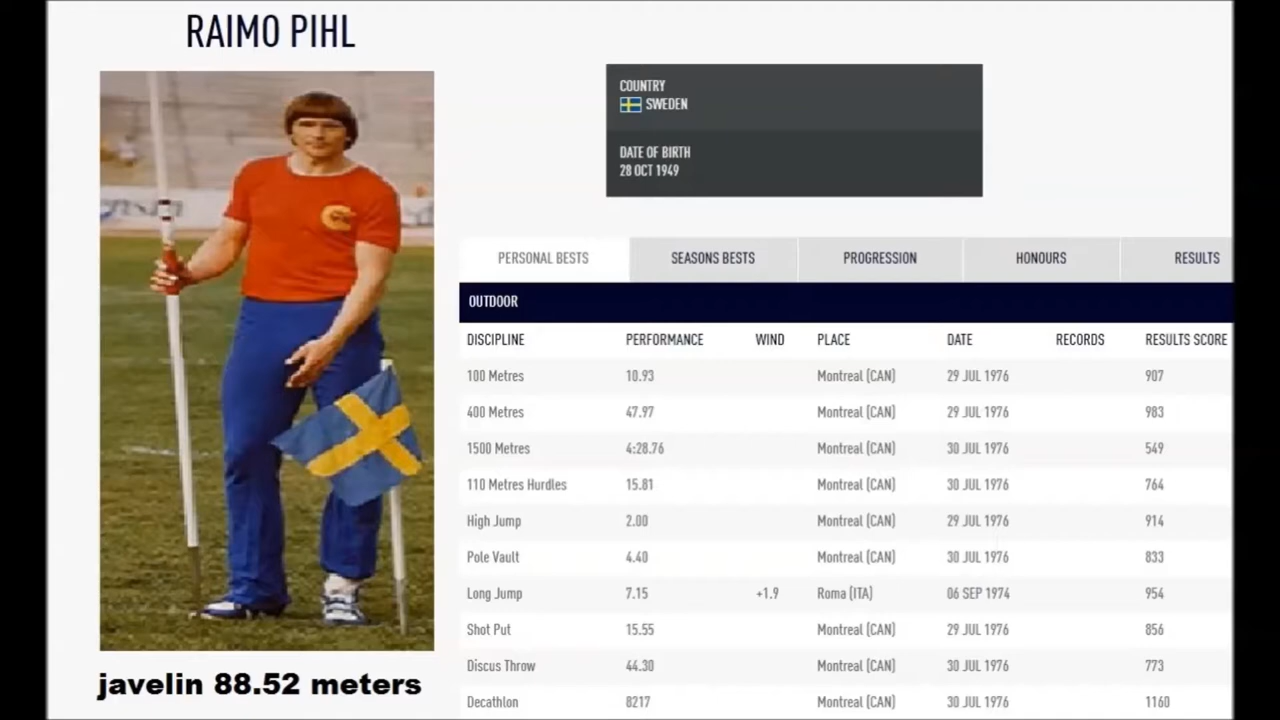 RAIMO PIHL
COUNTRY
SWEDEN
DATE OF BIRTH
28 OCT 1949
PERSONAL BESTS SEASONS BESTS PROGRESSION HONOURS RESULTS
OUTDOOR
DISCIPLINE PERFORMANCE WIND PLACE DATE RECORDS RESULTS SCORE
100 Metres 10.93 Montreal (CAN) 29 JUL 1976 907
400 Metres 47.97 Montreal (CAN) 29 JUL 1976 983
1500 Metres 4:28.76 Montreal (CAN) 30 JUL 1976 549
110 Metres Hurdles 15.81 Montreal (CAN) 30 JUL 1976 764
High Jump 2.00 Montreal (CAN) 29 JUL 1976 914
Pole Vault 4.40 Montreal (CAN) 30 JUL 1976 833
Long Jump 7.15 +1.9 Roma (ITA) 06 SEP 1974 954
Shot Put 15.55 Montreal (CAN) 29 JUL 1976 856
Discus Throw 44.30 Montreal (CAN) 30 JUL 1976 773
Decathlon 8217 Montreal (CAN) 30 JUL 1976 1160
javelin 88.52 meters